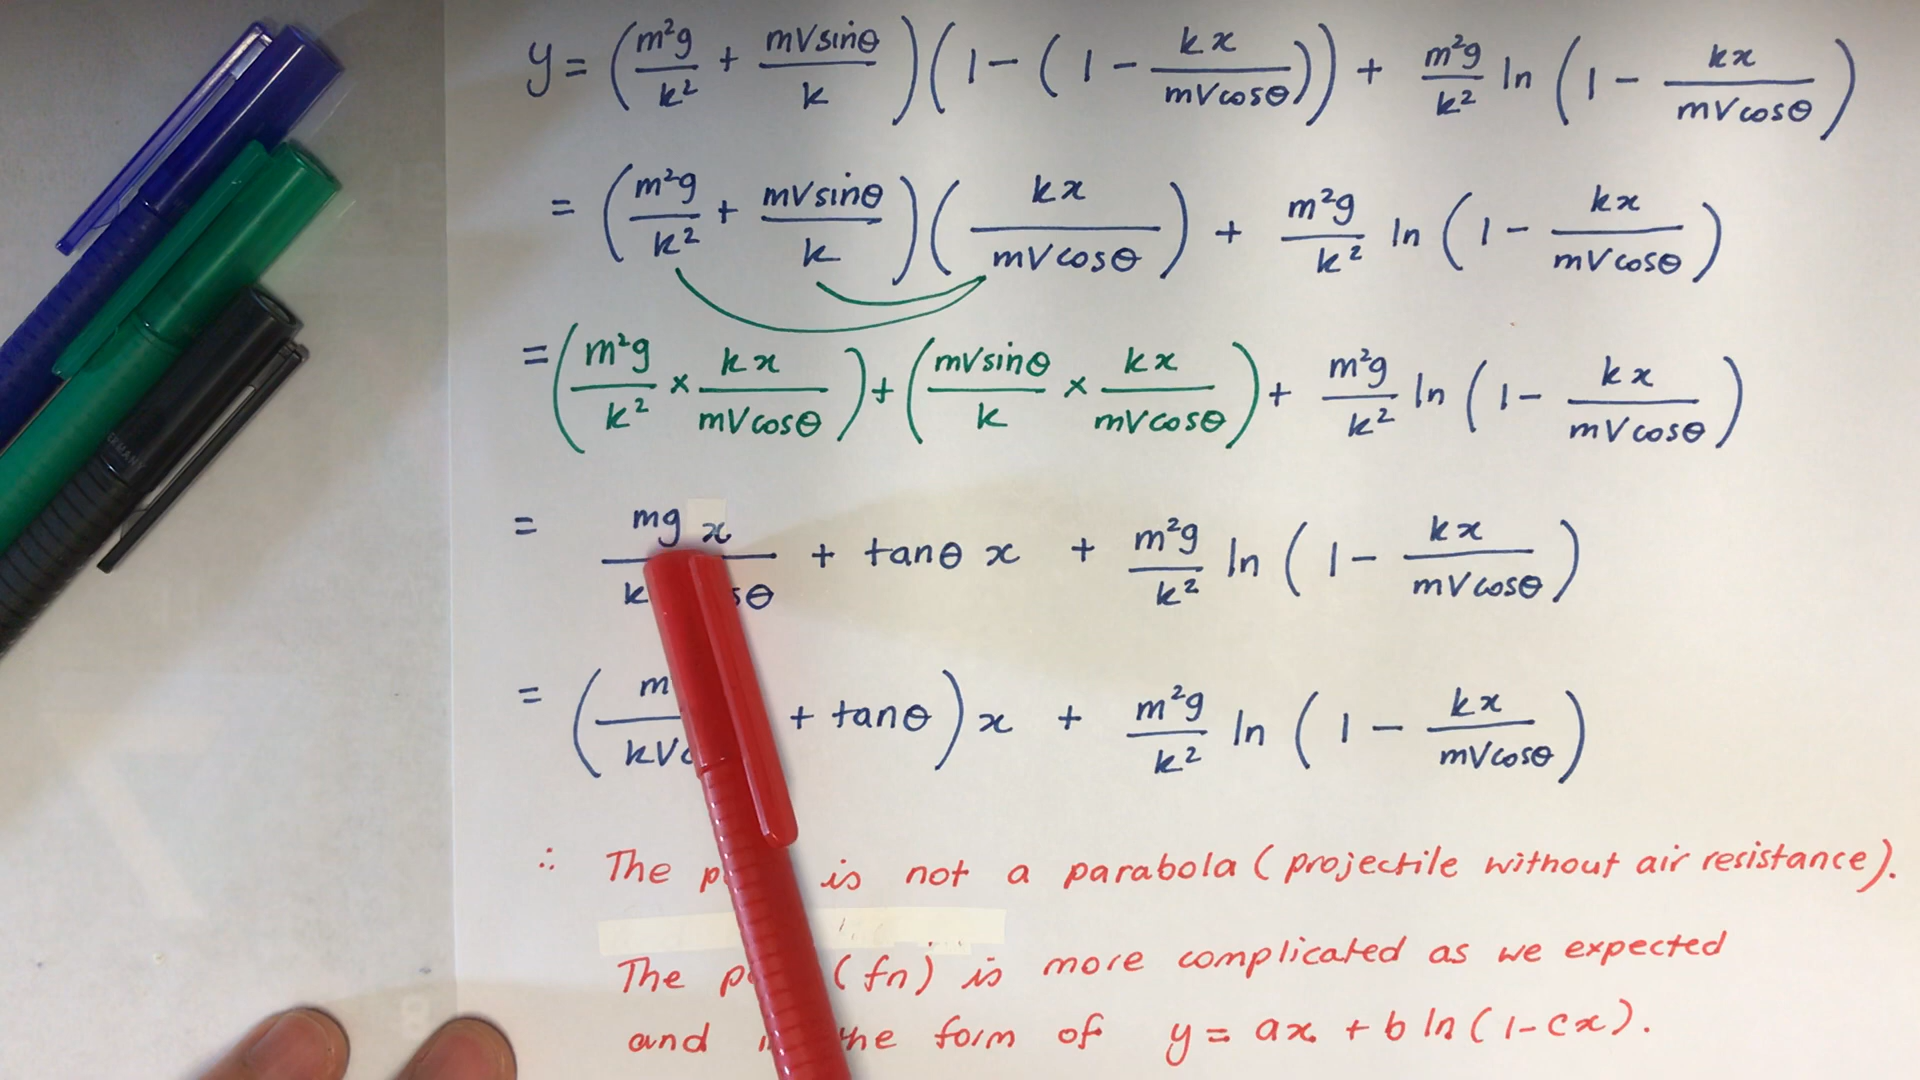 y = (m²g/k² + mVsinθ/k)(1 - (1 - kx/mVcosθ)) + m²g/k² ln (1 - kx/mVcosθ)
= (m²g/k² + mVsinθ/k)(kx/mVcosθ) + m²g/k² ln (1 - kx/mVcosθ)
= (m²g/k² × kx/mVcosθ) + (mVsinθ/k × kx/mVcosθ) + m²g/k² ln (1 - kx/mVcosθ)
= mg x/k θ + tanθ x + m²g/k² ln (1 - kx/mVcosθ)
= (m/kV + tanθ) x + m²g/k² ln (1 - kx/mVcosθ)
∴ The is not a parabola (projectile without air resistance).
The (fn) is more complicated as we expected
and the form of y = ax + b ln(1-cx).